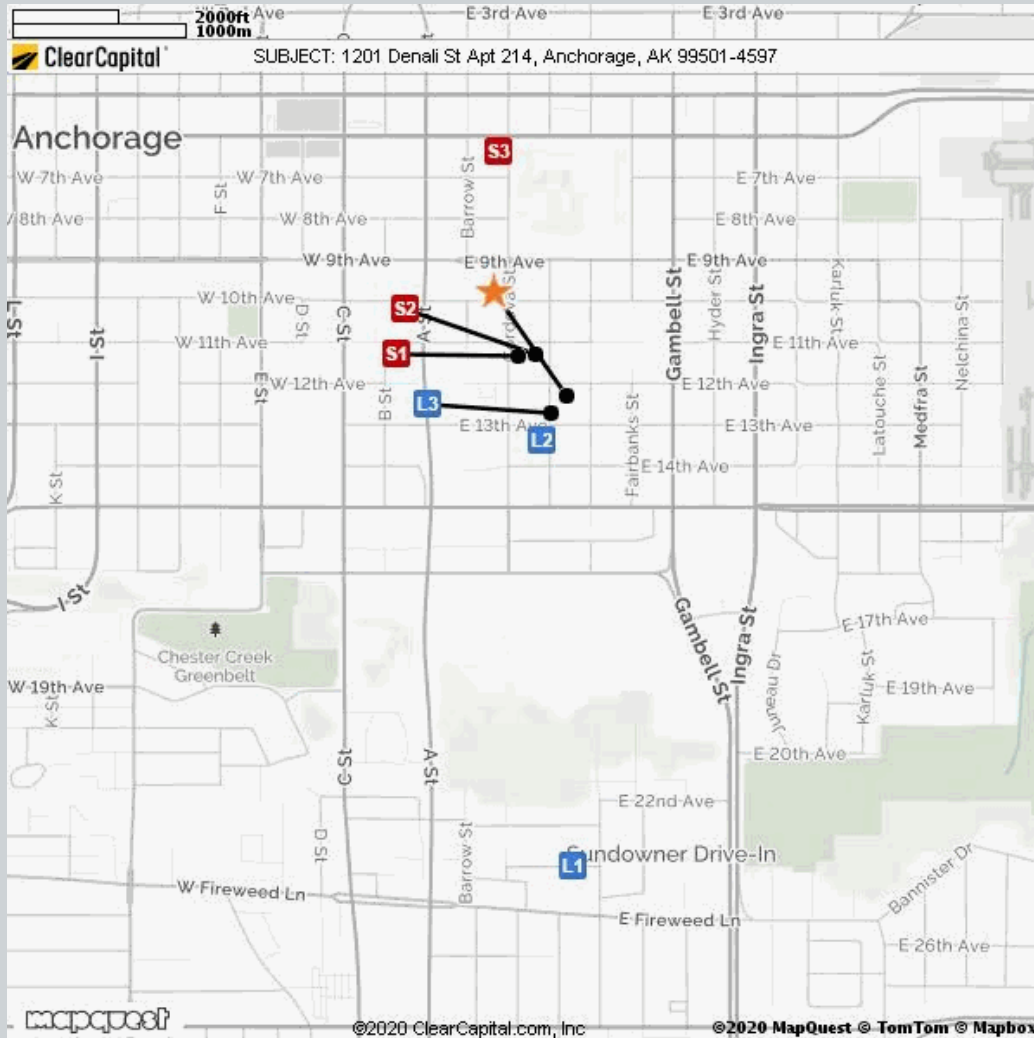 2000ft
1000m
Ave
E 3rd Ave
E 3rd Ave
ClearCapital
SUBJECT: 1201 Denali St Apt 214, Anchorage, AK 99501-4597
Anchorage
S3
W 7th Ave
W 7th Ave
E 7th Ave
F St
Barrow St
W 8th Ave
W 8th Ave
E 8th Ave
W 9th Ave
E 9th Ave
E 9th Ave
W 10th Ave
S2
L St
I St
D St
C St
A St
Gambell St
Hyder St
Ingra St
Karluk St
Nelchina St
W 11th Ave
S1
E 11th Ave
Latouche St
Medfra St
E St
W 12th Ave
B St
E 12th Ave
L3
E 13th Ave
L2
Fairbanks St
E 13th Ave
K St
E 14th Ave
I St
Gambell St
Ingra St
E 17th Ave
Chester Creek
Greenbelt
Juneau Dr
Karluk St
W 19th Ave
K St
E 19th Ave
C St
A St
E 20th Ave
E 22nd Ave
D St
Barrow St
L1
Sundowner Drive-In
Bannister Dr
W Fireweed Ln
E Fireweed Ln
E 26th Ave
mapquest
©2020 ClearCapital.com, Inc
©2020 MapQuest © TomTom © Mapbox